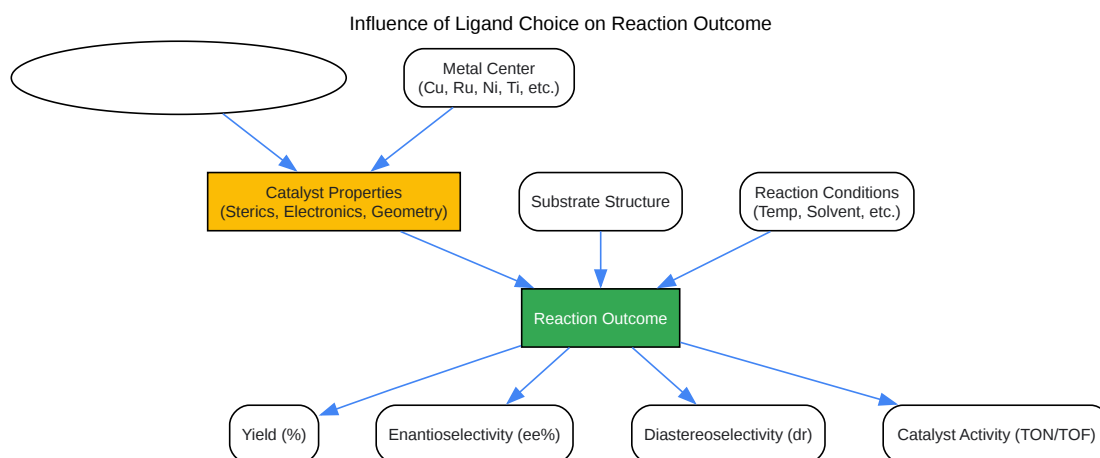 Influence of Ligand Choice on Reaction Outcome
Metal Center
(Cu, Ru, Ni, Ti, etc.)
Catalyst Properties
(Sterics, Electronics, Geometry)
Substrate Structure
Reaction Conditions
(Temp, Solvent, etc.)
Reaction Outcome
Yield (%)
Enantioselectivity (ee%)
Diastereoselectivity (dr)
Catalyst Activity (TON/TOF)